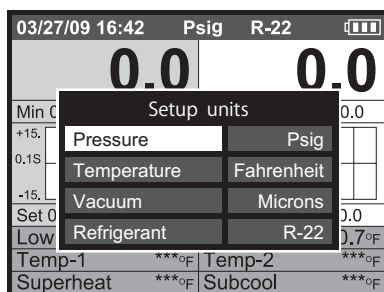 03/27/09 16:42 Psig R-22
0.0 0.0
Min 0.0
Setup units
+15.
Pressure Psig
0.1S
Temperature Fahrenheit
-15.
Vacuum Microns
Set 0.0
Refrigerant R-22
Low 0.7°F
Temp-1 ***°F Temp-2 ***°F
Superheat ***°F Subcool ***°F